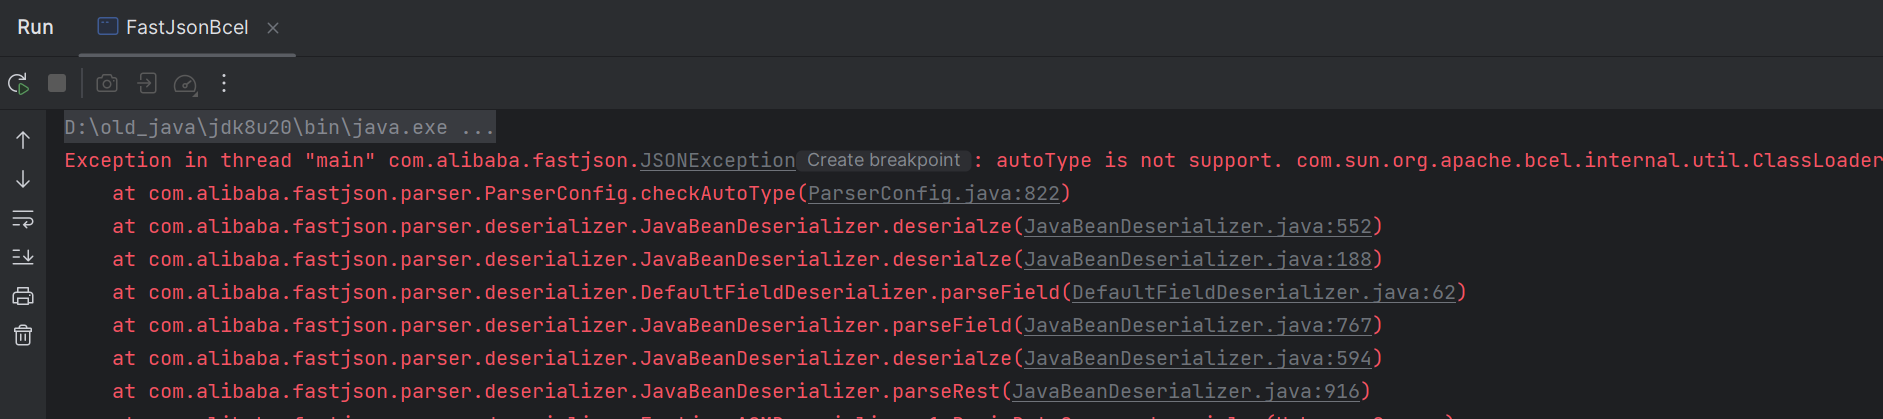 Run FastJsonBcel
D:\old_java\jdk8u20\bin\java.exe ...
Exception in thread "main" com.alibaba.fastjson.JSONException Create breakpoint : autoType is not support. com.sun.org.apache.bcel.internal.util.ClassLoader
at com.alibaba.fastjson.parser.ParserConfig.checkAutoType(ParserConfig.java:822)
at com.alibaba.fastjson.parser.deserializer.JavaBeanDeserializer.deserialze(JavaBeanDeserializer.java:552)
at com.alibaba.fastjson.parser.deserializer.JavaBeanDeserializer.deserialze(JavaBeanDeserializer.java:188)
at com.alibaba.fastjson.parser.deserializer.DefaultFieldDeserializer.parseField(DefaultFieldDeserializer.java:62)
at com.alibaba.fastjson.parser.deserializer.JavaBeanDeserializer.parseField(JavaBeanDeserializer.java:767)
at com.alibaba.fastjson.parser.deserializer.JavaBeanDeserializer.deserialze(JavaBeanDeserializer.java:594)
at com.alibaba.fastjson.parser.deserializer.JavaBeanDeserializer.parseRest(JavaBeanDeserializer.java:916)